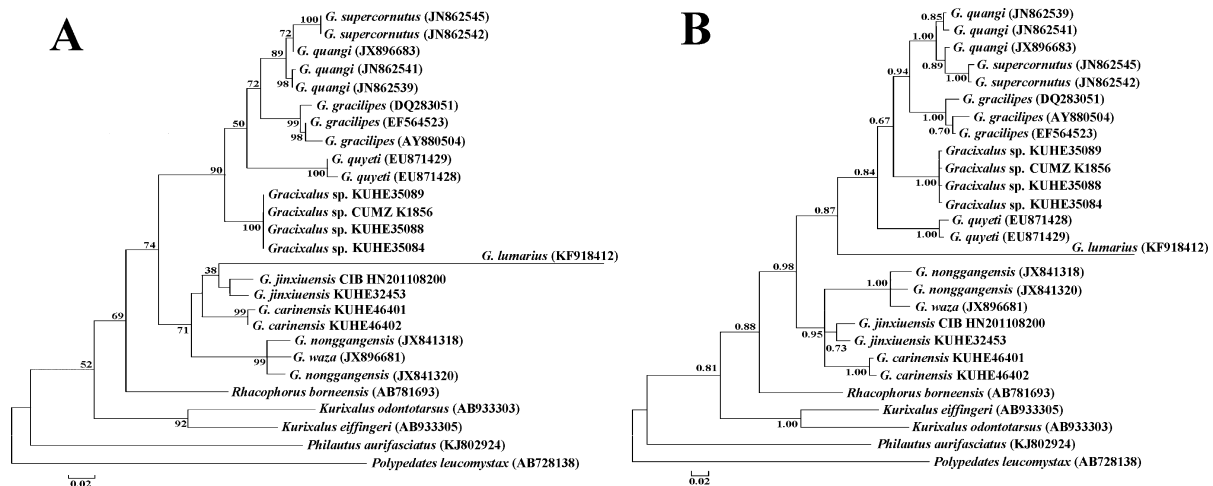 A
100
G. supercornutus (JN862545)
G. supercornutus (JN862542)
72
G. quangi (JX896683)
89
G. quangi (JN862541)
98
G. quangi (JN862539)
72
G. gracilipes (DQ283051)
99
G. gracilipes (EF564523)
98
G. gracilipes (AY880504)
50
G. quyeti (EU871429)
100
G. quyeti (EU871428)
90
Gracixalus sp. KUHE35089
Gracixalus sp. CUMZ K1856
100
Gracixalus sp. KUHE35088
Gracixalus sp. KUHE35084
74
G. lumarius (KF918412)
38
G. jinxiuensis CIB HN201108200
G. jinxiuensis KUHE32453
99
G. carinensis KUHE46401
G. carinensis KUHE46402
71
G. nonggangensis (JX841318)
99
G. waza (JX896681)
G. nonggangensis (JX841320)
69
Rhacophorus borneensis (AB781693)
52
Kurixalus odontotarsus (AB933303)
92
Kurixalus eiffingeri (AB933305)
Philautus aurifasciatus (KJ802924)
Polypedates leucomystax (AB728138)
0.02
B
0.85
G. quangi (JN862539)
G. quangi (JN862541)
1.00
G. quangi (JX896683)
0.89
G. supercornutus (JN862545)
1.00
G. supercornutus (JN862542)
0.94
G. gracilipes (DQ283051)
1.00
G. gracilipes (AY880504)
0.70
G. gracilipes (EF564523)
0.67
Gracixalus sp. KUHE35089
Gracixalus sp. CUMZ K1856
1.00
Gracixalus sp. KUHE35088
Gracixalus sp. KUHE35084
0.84
G. quyeti (EU871428)
1.00
G. quyeti (EU871429)
0.87
G. lumarius (KF918412)
0.98
G. nonggangensis (JX841318)
1.00
G. nonggangensis (JX841320)
G. waza (JX896681)
0.95
G. jinxiuensis CIB HN201108200
0.73
G. jinxiuensis KUHE32453
G. carinensis KUHE46401
1.00
G. carinensis KUHE46402
0.88
Rhacophorus borneensis (AB781693)
0.81
Kurixalus eiffingeri (AB933305)
1.00
Kurixalus odontotarsus (AB933303)
Philautus aurifasciatus (KJ802924)
Polypedates leucomystax (AB728138)
0.02